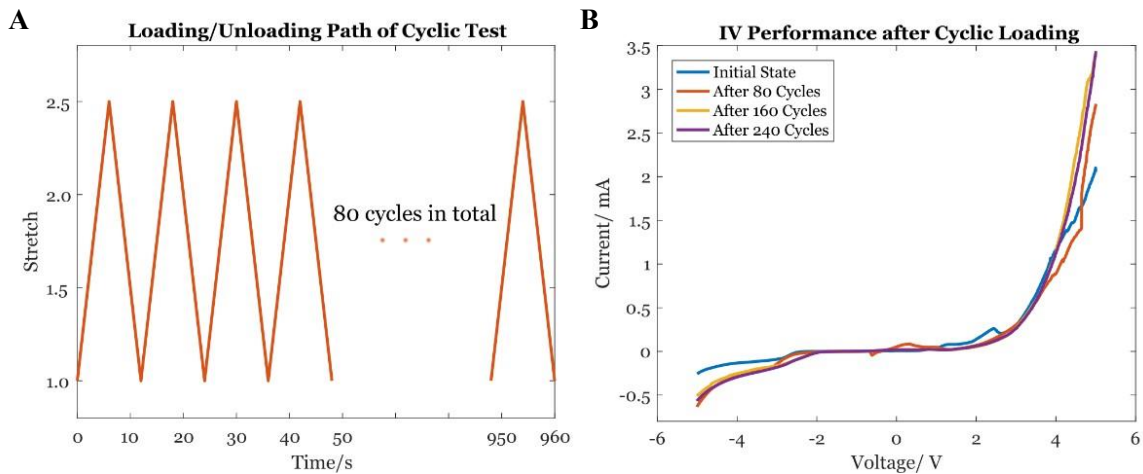 A
Loading/Unloading Path of Cyclic Test
2.5
2.0
1.5
1.0
Stretch
80 cycles in total
0 10 20 30 40 50 950 960
Time/s
B
IV Performance after Cyclic Loading
3.5
3
2.5
2
1.5
1
0.5
0
-0.5
Current/ mA
Initial State
After 80 Cycles
After 160 Cycles
After 240 Cycles
-6 -4 -2 0 2 4 6
Voltage/ V